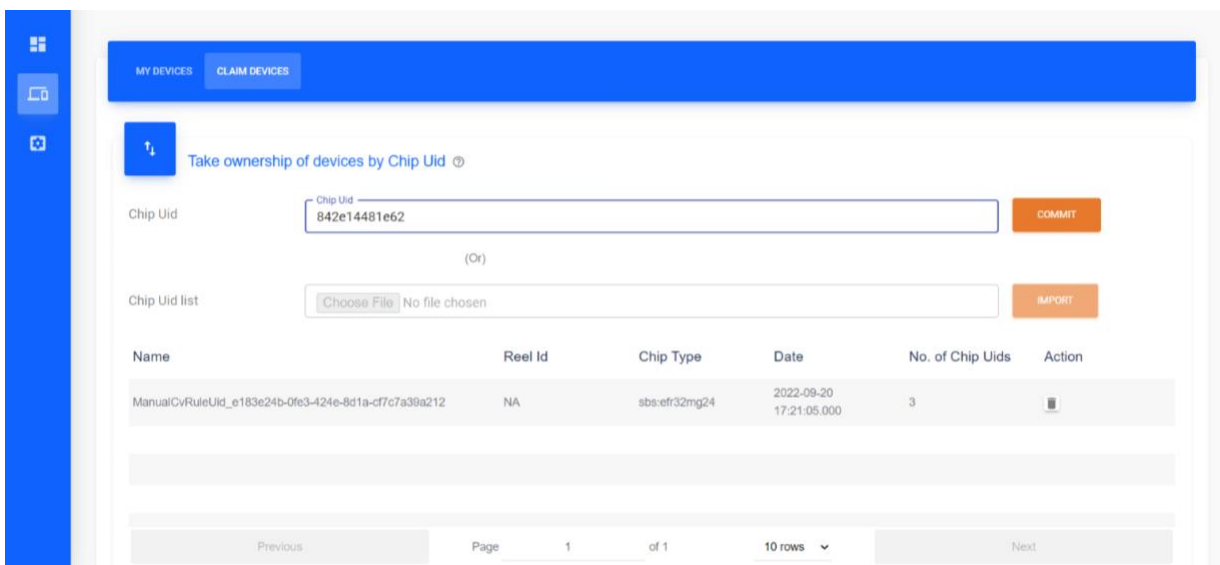 MY DEVICES CLAIM DEVICES
Take ownership of devices by Chip Uid
Chip Uid
Chip Uid
842e14481e62
COMMIT
(Or)
Chip Uid list
Choose File No file chosen
IMPORT
Name Reel Id Chip Type Date No. of Chip Uids Action
ManualCvRuleUid_e183e24b-0fe3-424e-8d1a-cf7c7a39a212 NA sbs:efr32mg24 2022-09-20 17:21:05.000 3
Previous Page 1 of 1 10 rows Next